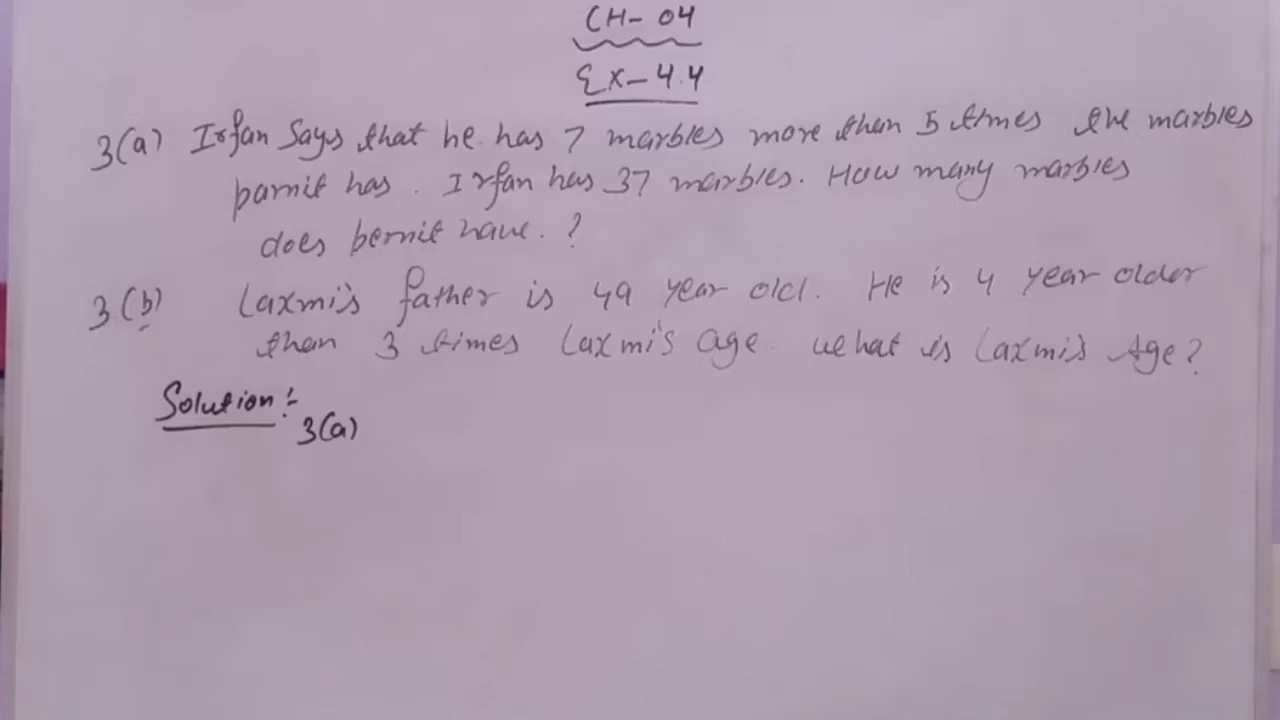 CH- 04
Ex- 4.4
3(a) Irfan Says that he has 7 marbles more than 5 times the marbles
parmit has. Irfan has 37 marbles. How many marbles
does bermit have. ?
3(b) Laxmi's father is 49 year old. He is 4 year older
than 3 times Laxmi's age. What is Laxmi's Age?
Solution :-
3(a)